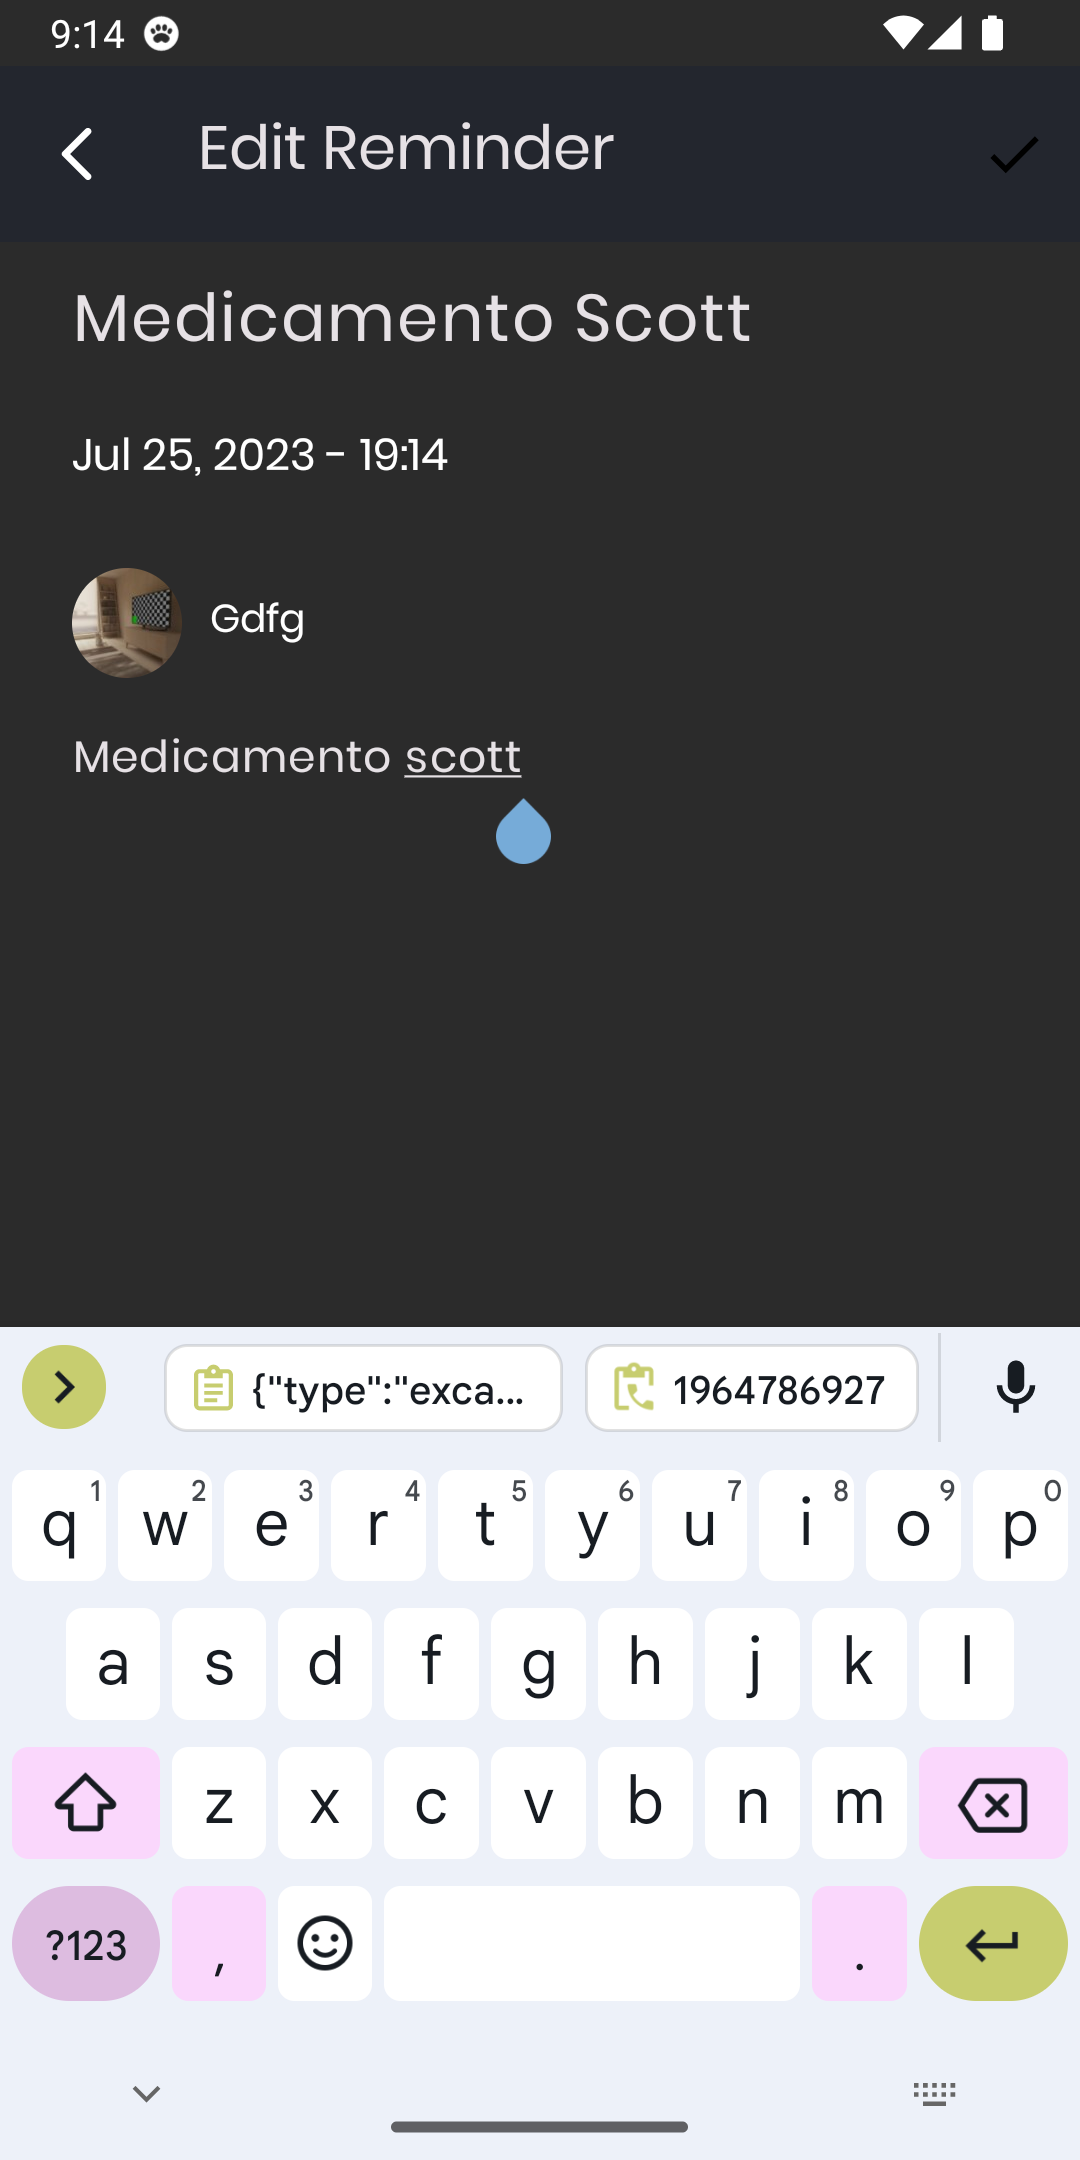 9:14
Edit Reminder
Medicamento Scott
Jul 25, 2023 - 19:14
Gdfg
Medicamento scott
{"type":"exca... 1964786927
q 1 w 2 e 3 r 4 t 5 y 6 u 7 i 8 o 9 p 0
a s d f g h j k l
z x c v b n m
?123 , .